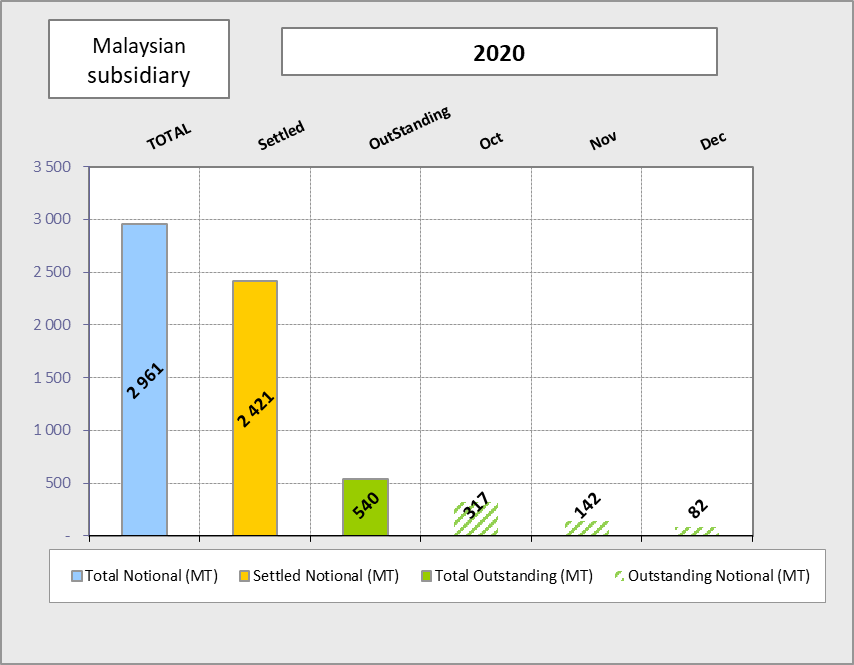 Malaysian
subsidiary
2020
TOTAL
Settled
OutStanding
Oct
Nov
Dec
3 500
3 000
2 500
2 000
1 500
1 000
500
-
2 961
2 421
540
317
142
82
Total Notional (MT)
Settled Notional (MT)
Total Outstanding (MT)
Outstanding Notional (MT)